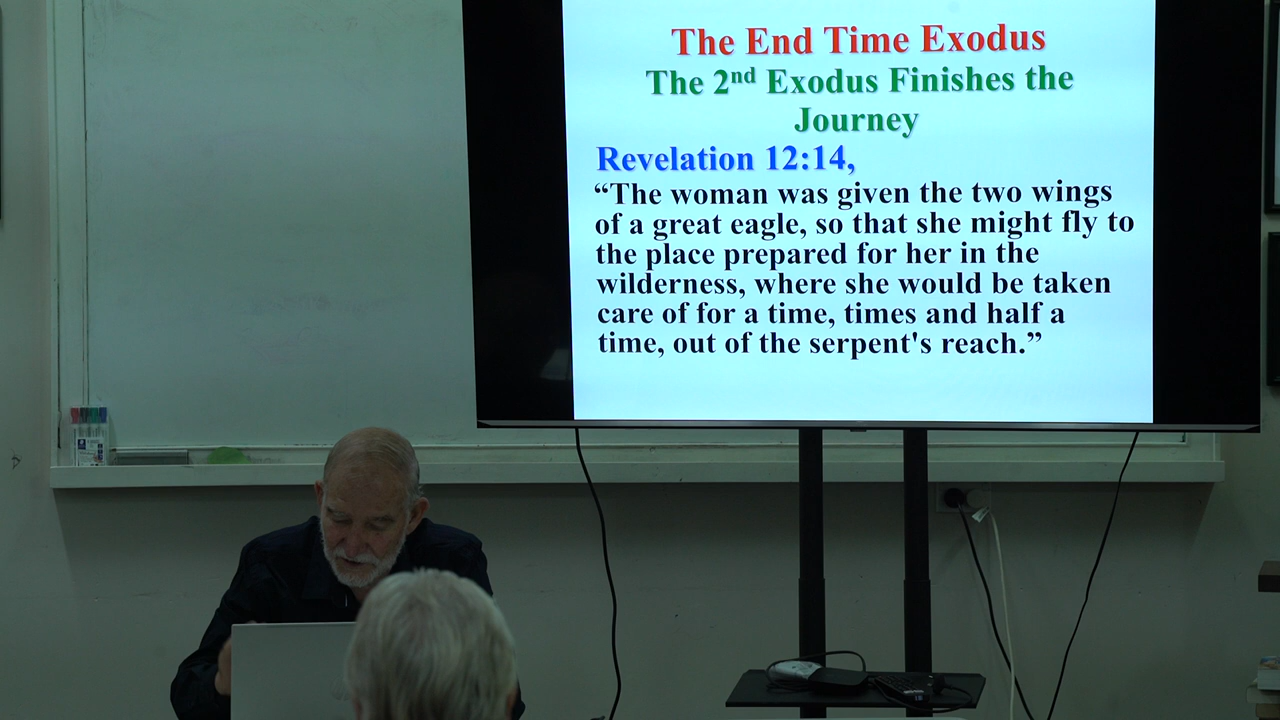 The End Time Exodus
The 2nd Exodus Finishes the
Journey
Revelation 12:14,
“The woman was given the two wings
of a great eagle, so that she might fly to
the place prepared for her in the
wilderness, where she would be taken
care of for a time, times and half a
time, out of the serpent's reach.”